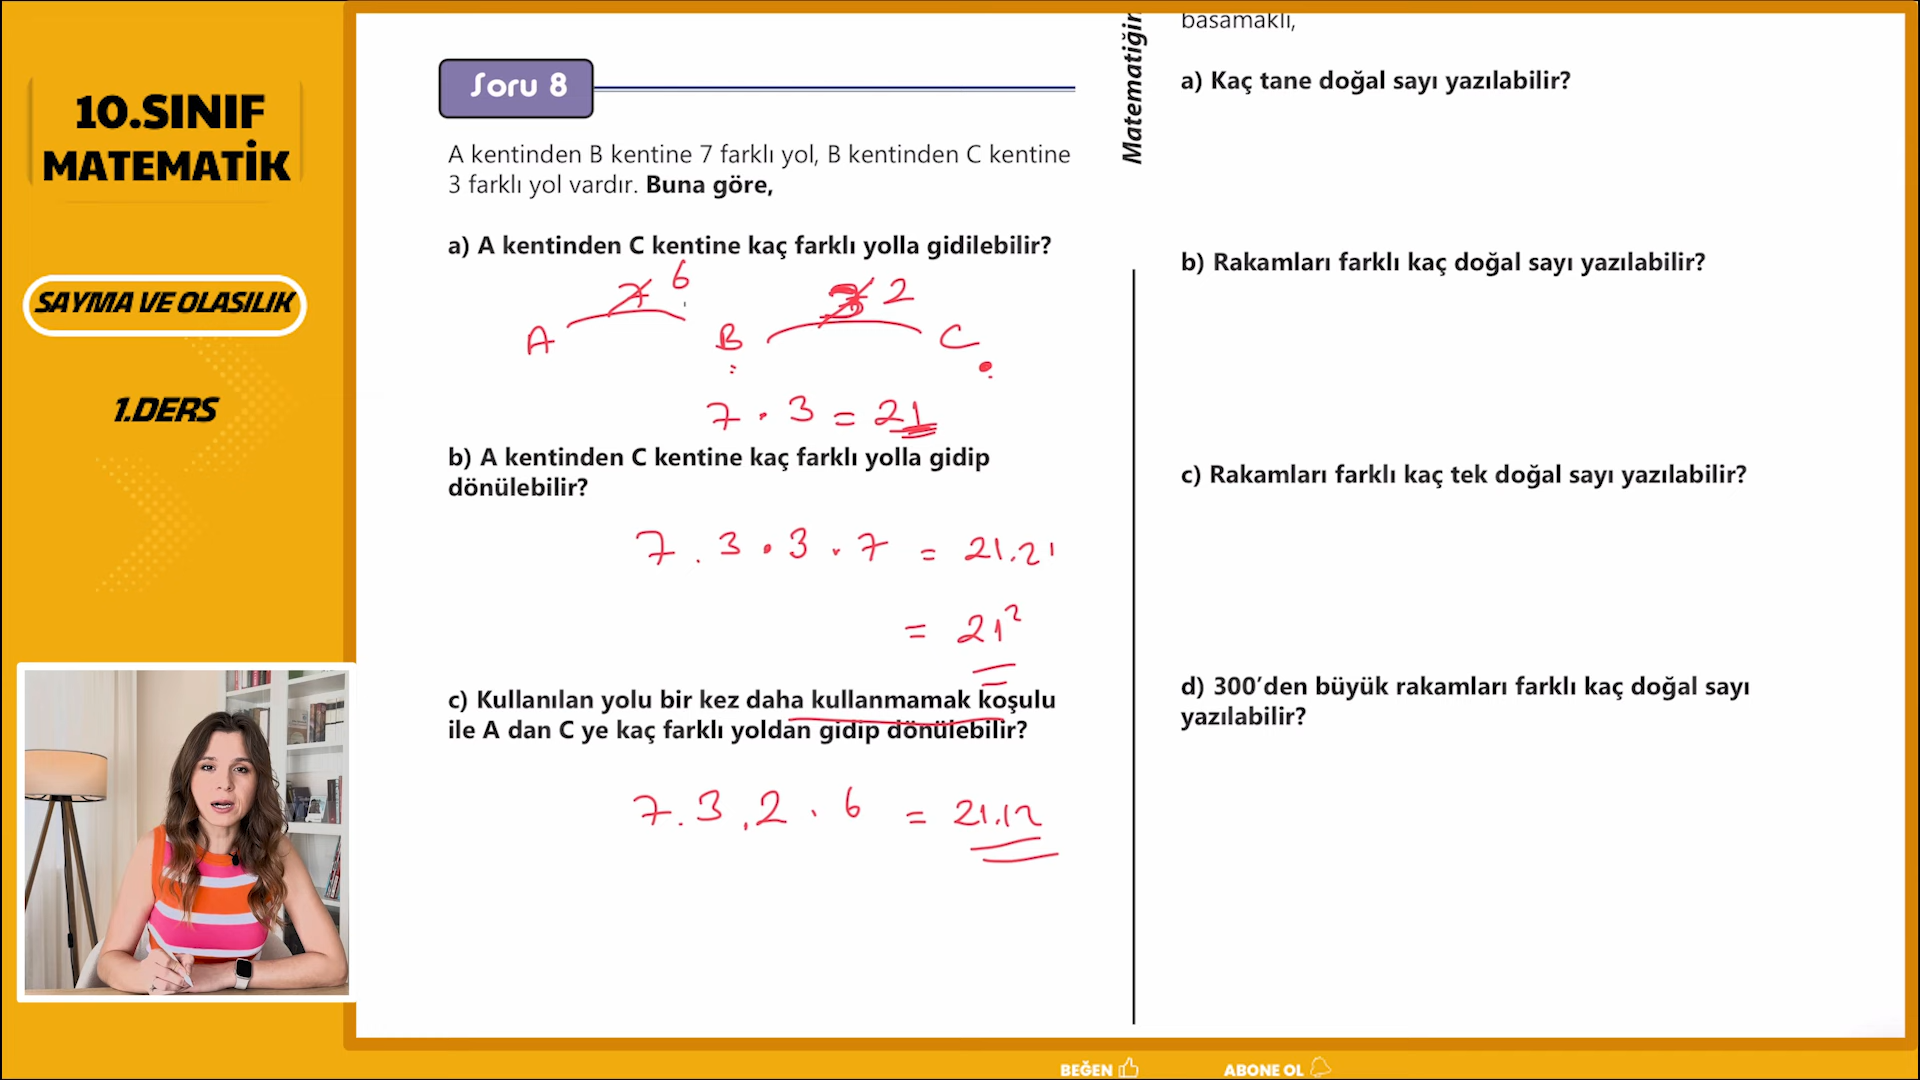 10.SINIF
MATEMATİK
SAYMA VE OLASILIK
1.DERS
Soru 8
A kentinden B kentine 7 farklı yol, B kentinden C kentine
3 farklı yol vardır. Buna göre,
a) A kentinden C kentine kaç farklı yolla gidilebilir?
7 6 3 2
A B C
7 . 3 = 21
b) A kentinden C kentine kaç farklı yolla gidip
dönülebilir?
7 . 3 . 3 . 7 = 21.21
= 21²
c) Kullanılan yolu bir kez daha kullanmamak koşulu
ile A dan C ye kaç farklı yoldan gidip dönülebilir?
7 . 3 . 2 . 6 = 21.12
Matematiğin
basamaklı,
a) Kaç tane doğal sayı yazılabilir?
b) Rakamları farklı kaç doğal sayı yazılabilir?
c) Rakamları farklı kaç tek doğal sayı yazılabilir?
d) 300’den büyük rakamları farklı kaç doğal sayı
yazılabilir?
BEĞEN
ABONE OL